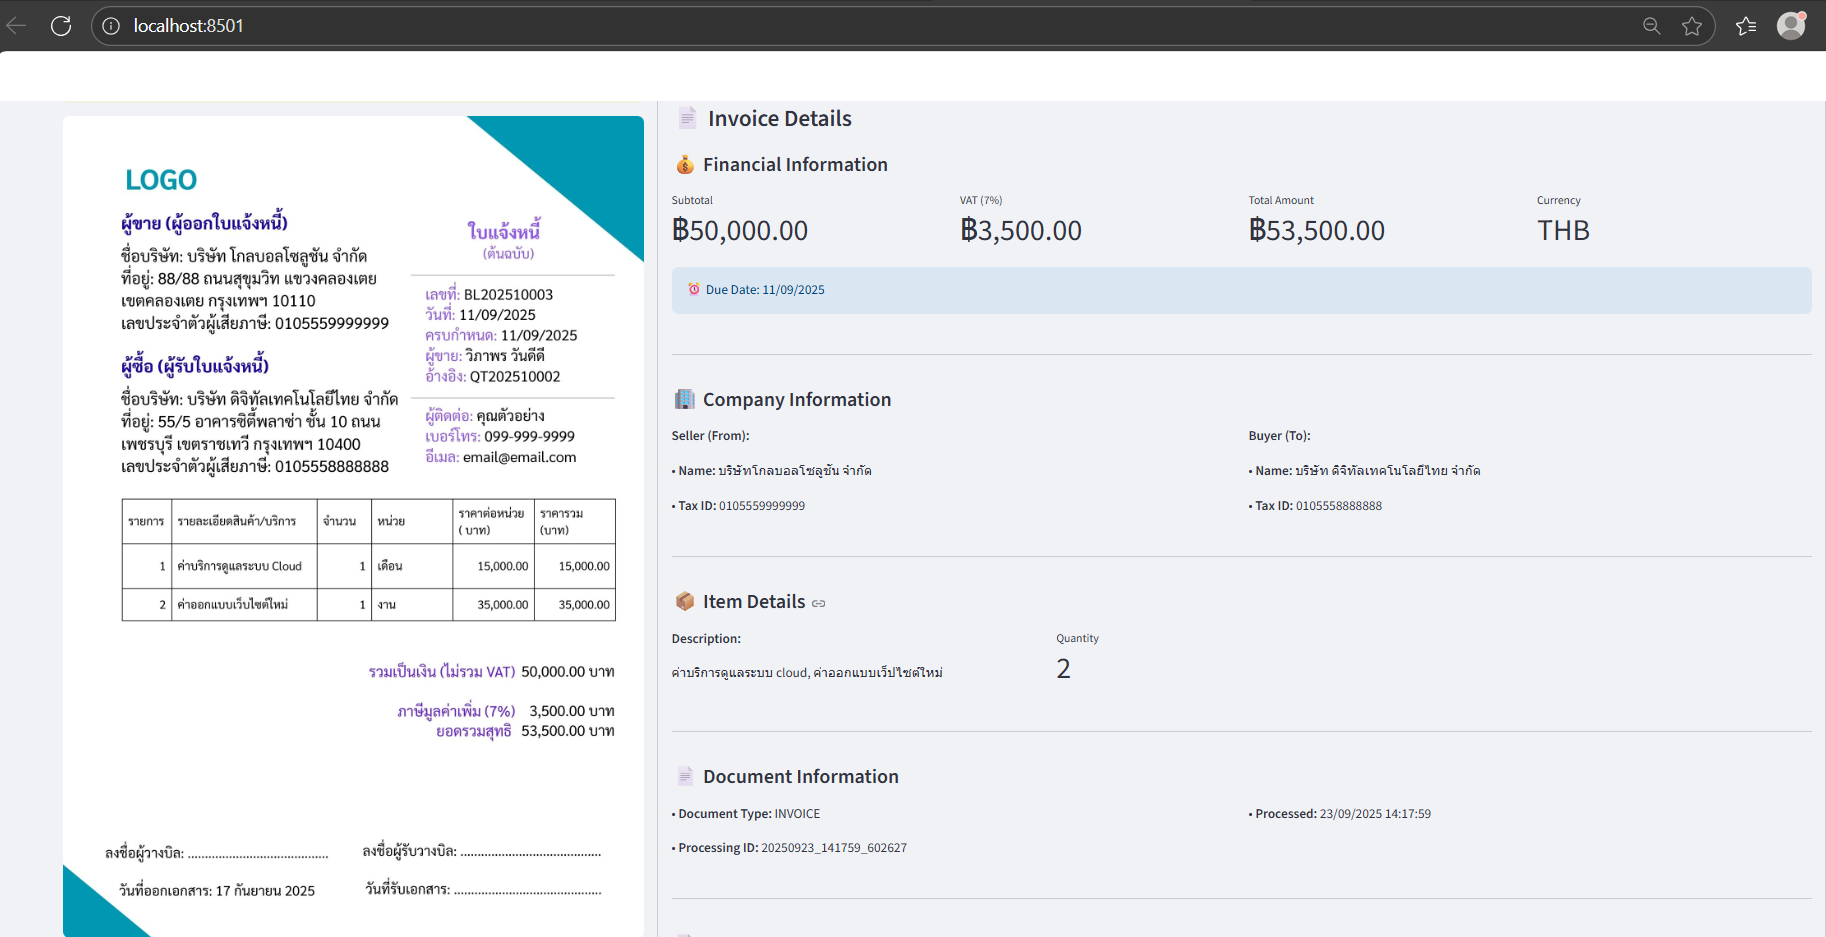 localhost:8501
LOGO
ผู้ขาย (ผู้ออกใบแจ้งหนี้)
ชื่อบริษัท: บริษัท โกลบอลโซลูชัน จำกัด
ที่อยู่: 88/88 ถนนสุขุมวิท แขวงคลองเตย
เขตคลองเตย กรุงเทพฯ 10110
เลขประจำตัวผู้เสียภาษี: 0105559999999
ผู้ซื้อ (ผู้รับใบแจ้งหนี้)
ชื่อบริษัท: บริษัท ดิจิทัลเทคโนโลยีไทย จำกัด
ที่อยู่: 55/5 อาคารซิตี้พลาซ่า ชั้น 10 ถนน
เพชรบุรี เขตราชเทวี กรุงเทพฯ 10400
เลขประจำตัวผู้เสียภาษี: 0105558888888
ใบแจ้งหนี้
(ต้นฉบับ)
เลขที่: BL202510003
วันที่: 11/09/2025
ครบกำหนด: 11/09/2025
ผู้ขาย: วิภาพร วันดีดี
อ้างอิง: QT202510002
ผู้ติดต่อ: คุณตัวอย่าง
เบอร์โทร: 099-999-9999
อีเมล: email@email.com
รายการ รายละเอียดสินค้า/บริการ จำนวน หน่วย ราคาต่อหน่วย ( บาท) ราคารวม (บาท)
1 ค่าบริการดูแลระบบ Cloud 1 เดือน 15,000.00 15,000.00
2 ค่าออกแบบเว็บไซต์ใหม่ 1 งาน 35,000.00 35,000.00
รวมเป็นเงิน (ไม่รวม VAT) 50,000.00 บาท
ภาษีมูลค่าเพิ่ม (7%) 3,500.00 บาท
ยอดรวมสุทธิ 53,500.00 บาท
ลงชื่อผู้วางบิล: ........................................ ลงชื่อผู้รับวางบิล: ........................................
วันที่ออกเอกสาร: 17 กันยายน 2025 วันที่รับเอกสาร: ..........................................
Invoice Details
Financial Information
Subtotal VAT (7%) Total Amount Currency
฿50,000.00 ฿3,500.00 ฿53,500.00 THB
Due Date: 11/09/2025
Company Information
Seller (From): Buyer (To):
• Name: บริษัทโกลบอลโซลูชัน จำกัด • Name: บริษัท ดิจิทัลเทคโนโลยีไทย จำกัด
• Tax ID: 0105559999999 • Tax ID: 0105558888888
Item Details
Description: Quantity
ค่าบริการดูแลระบบ cloud, ค่าออกแบบเว็ปไซต์ใหม่ 2
Document Information
• Document Type: INVOICE • Processed: 23/09/2025 14:17:59
• Processing ID: 20250923_141759_602627